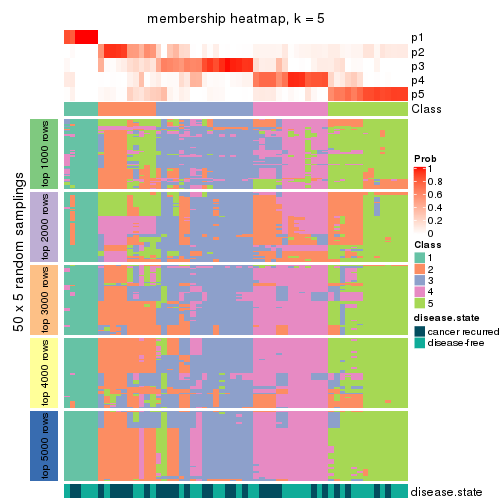 membership heatmap, k = 5
p1
p2
p3
p4
p5
Class
50 x 5 random samplings
top 1000 rows
top 2000 rows
top 3000 rows
top 4000 rows
top 5000 rows
Prob
1
0.8
0.6
0.4
0.2
0
Class
1
2
3
4
5
disease.state
cancer recurred
disease-free
disease.state